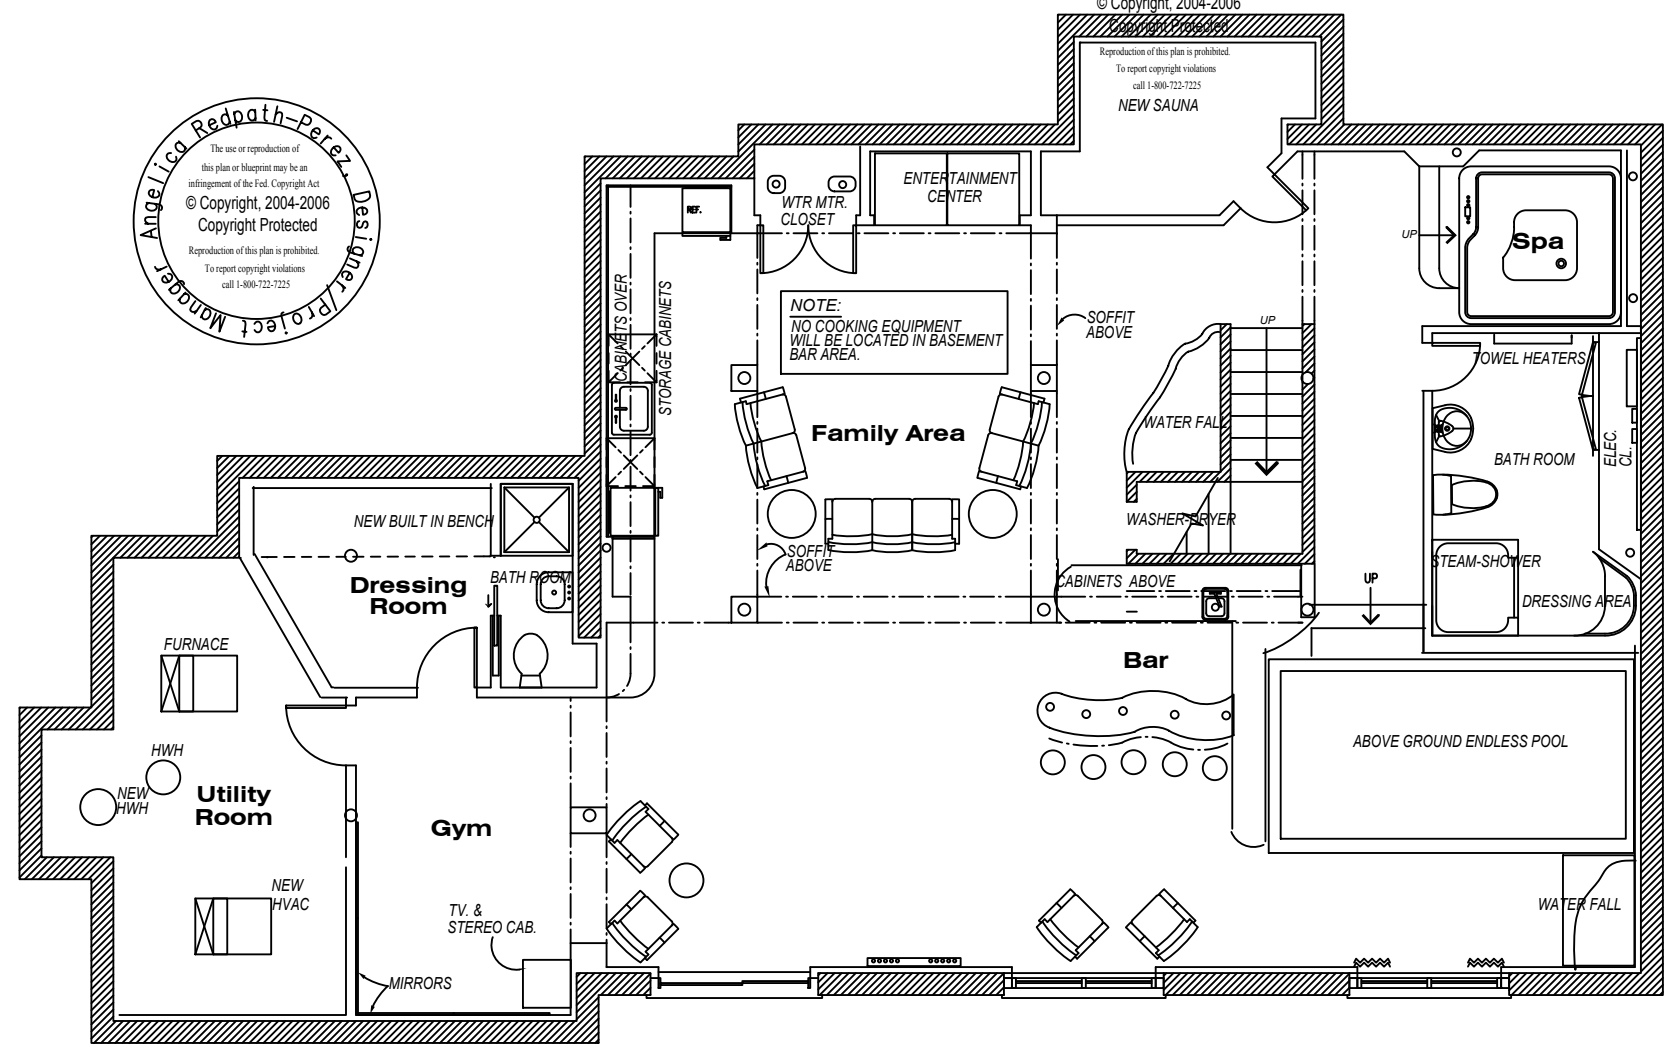 © Copyright, 2004-2006
Copyright Protected
Reproduction of this plan is prohibited.
To report copyright violations
call 1-800-722-7225
NEW SAUNA
Angelica Redpath-Perez, Designer/Project Manager
The use or reproduction of
this plan or blueprint may be an
infringement of the Fed. Copyright Act
© Copyright, 2004-2006
Copyright Protected
Reproduction of this plan is prohibited.
To report copyright violations
call 1-800-722-7225
REF.
WTR MTR.
CLOSET
ENTERTAINMENT
CENTER
UP
Spa
CABINETS OVER
STORAGE CABINETS
NOTE:
NO COOKING EQUIPMENT
WILL BE LOCATED IN BASEMENT
BAR AREA.
SOFFIT
ABOVE
UP
TOWEL HEATERS
WATER FALL
Family Area
ELEC.
CL.
BATH ROOM
NEW BUILT IN BENCH
WASHER-DRYER
SOFFIT
ABOVE
STEAM-SHOWER
Dressing
Room
BATH ROOM
CABINETS ABOVE
UP
DRESSING AREA
FURNACE
Bar
HWH
ABOVE GROUND ENDLESS POOL
NEW
HWH
Utility
Room
Gym
NEW
HVAC
TV. &
STEREO CAB.
WATER FALL
MIRRORS